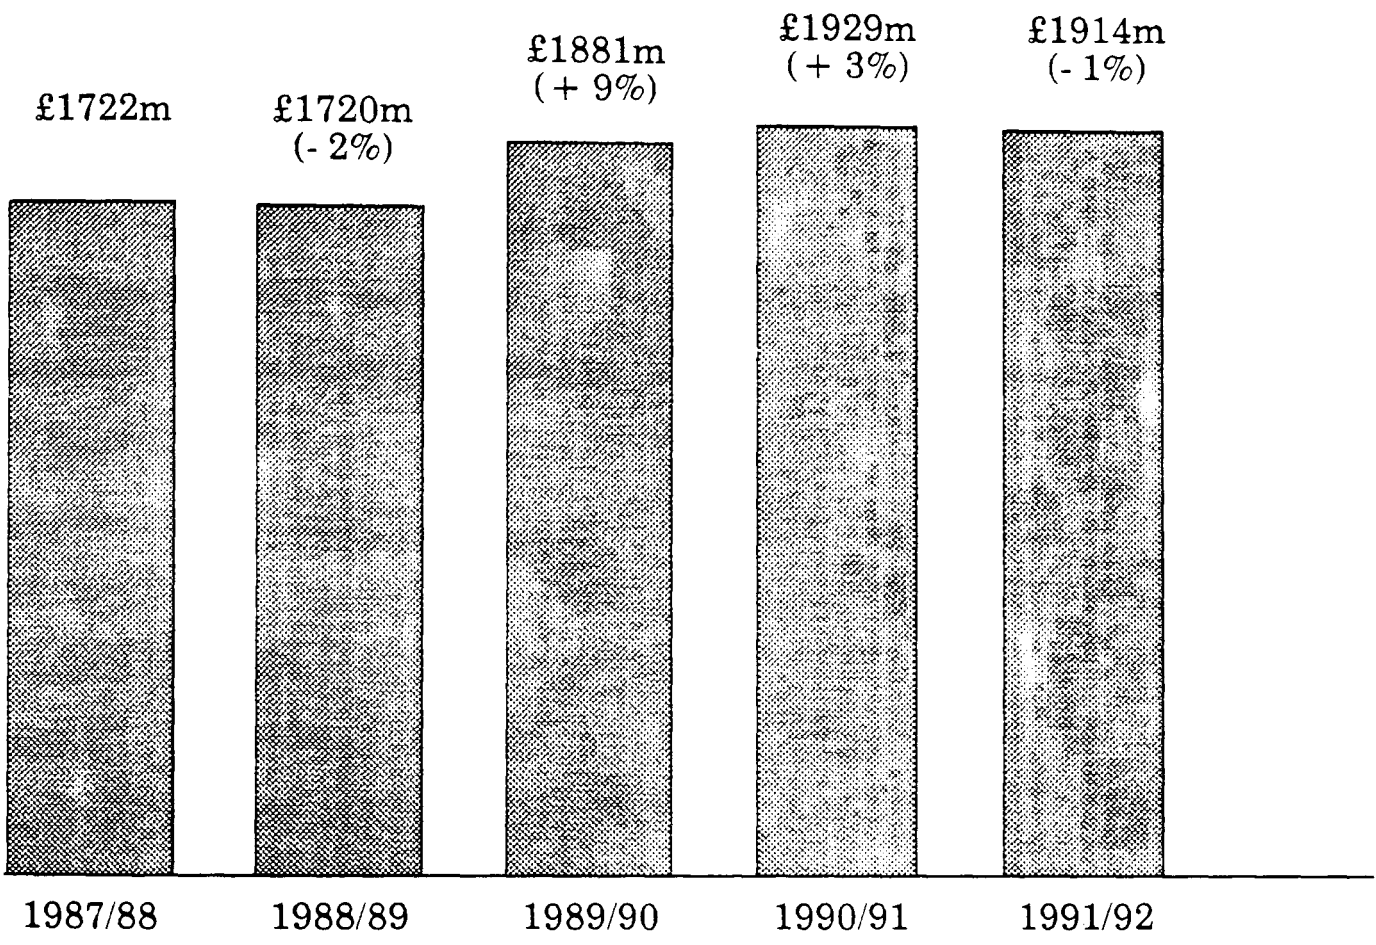 £1722m
£1720m
(- 2%)
£1881m
(+ 9%)
£1929m
(+ 3%)
£1914m
(- 1%)
1987/88
1988/89
1989/90
1990/91
1991/92